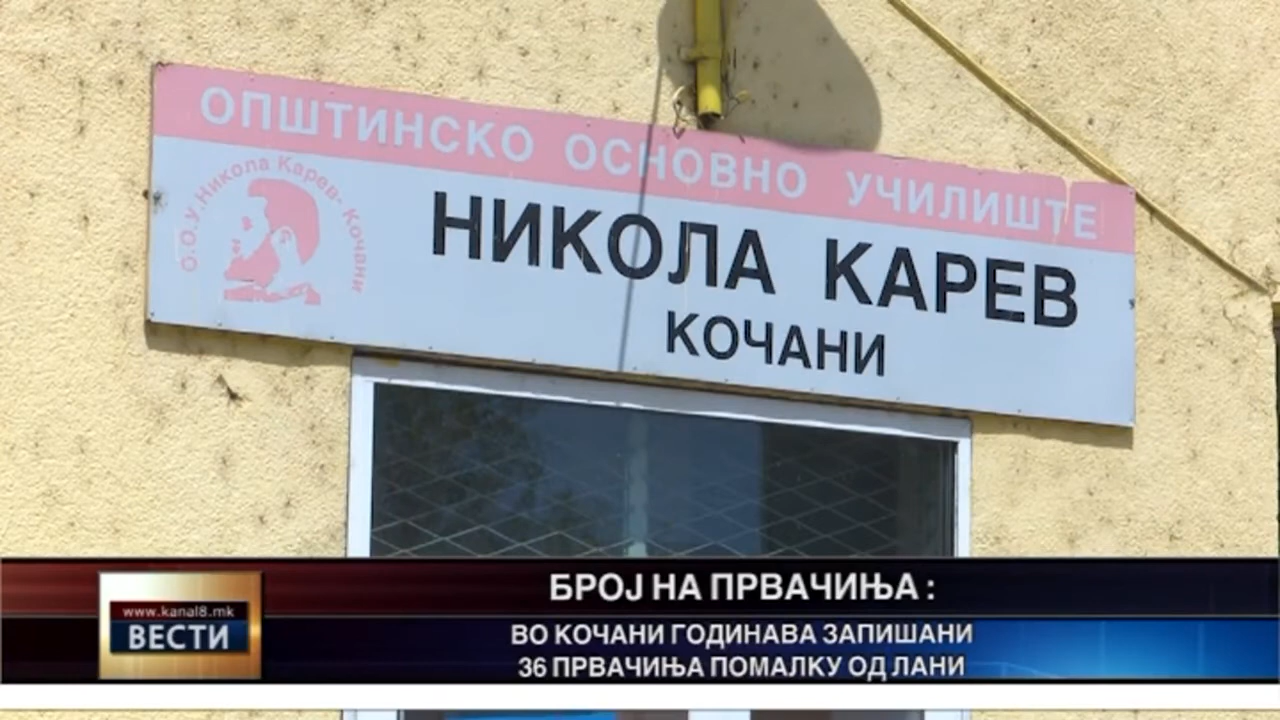 ОПШТИНСКО ОСНОВНО УЧИЛИШТЕ
О.О.У.Никола Карев- Кочани
НИКОЛА КАРЕВ
КОЧАНИ
БРОЈ НА ПРВАЧИЊА :
www.kanal8.mk
ВЕСТИ
ВО КОЧАНИ ГОДИНАВА ЗАПИШАНИ
36 ПРВАЧИЊА ПОМАЛКУ ОД ЛАНИ